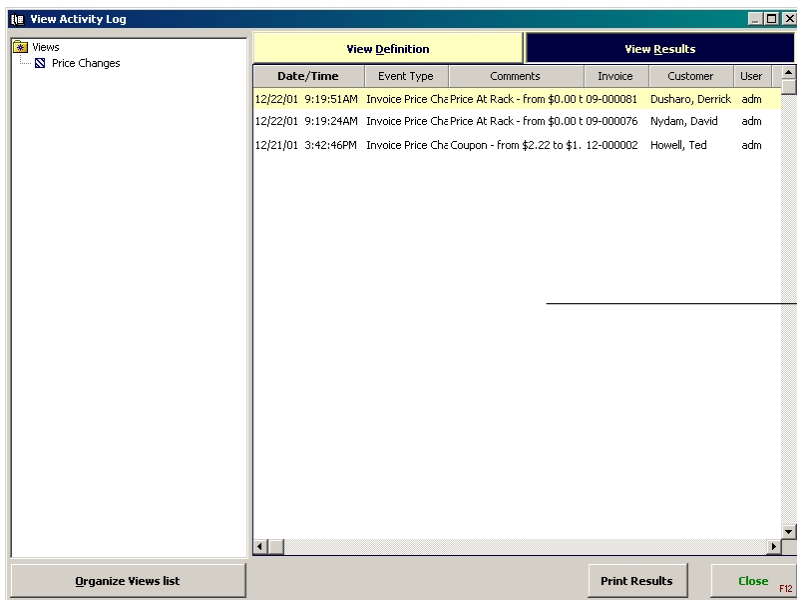 View Activity Log
Views
Price Changes
View Definition
View Results
Date/Time Event Type Comments Invoice Customer User
12/22/01 9:19:51AM Invoice Price Cha Price At Rack - from $0.00 t 09-000081 Dusharo, Derrick adm
12/22/01 9:19:24AM Invoice Price Cha Price At Rack - from $0.00 t 09-000076 Nydam, David adm
12/21/01 3:42:46PM Invoice Price Cha Coupon - from $2.22 to $1. 12-000002 Howell, Ted adm
Organize Views list
Print Results
Close F12